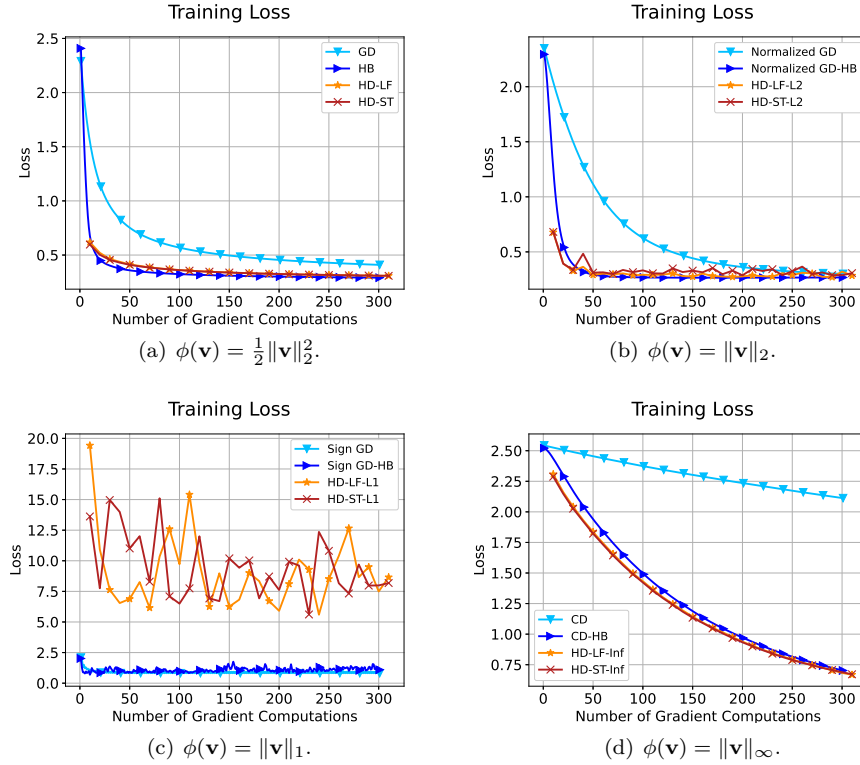 Training Loss
2.5
2.0
1.5
1.0
0.5
Loss
GD
HB
HD-LF
HD-ST
0 50 100 150 200 250 300
Number of Gradient Computations
(a) ϕ(v) = ½‖v‖₂².
Training Loss
2.0
1.5
1.0
0.5
Loss
Normalized GD
Normalized GD-HB
HD-LF-L2
HD-ST-L2
0 50 100 150 200 250 300
Number of Gradient Computations
(b) ϕ(v) = ‖v‖₂.
Training Loss
20.0
17.5
15.0
12.5
10.0
7.5
5.0
2.5
0.0
Loss
Sign GD
Sign GD-HB
HD-LF-L1
HD-ST-L1
0 50 100 150 200 250 300
Number of Gradient Computations
(c) ϕ(v) = ‖v‖₁.
Training Loss
2.50
2.25
2.00
1.75
1.50
1.25
1.00
0.75
Loss
CD
CD-HB
HD-LF-Inf
HD-ST-Inf
0 50 100 150 200 250 300
Number of Gradient Computations
(d) ϕ(v) = ‖v‖∞.